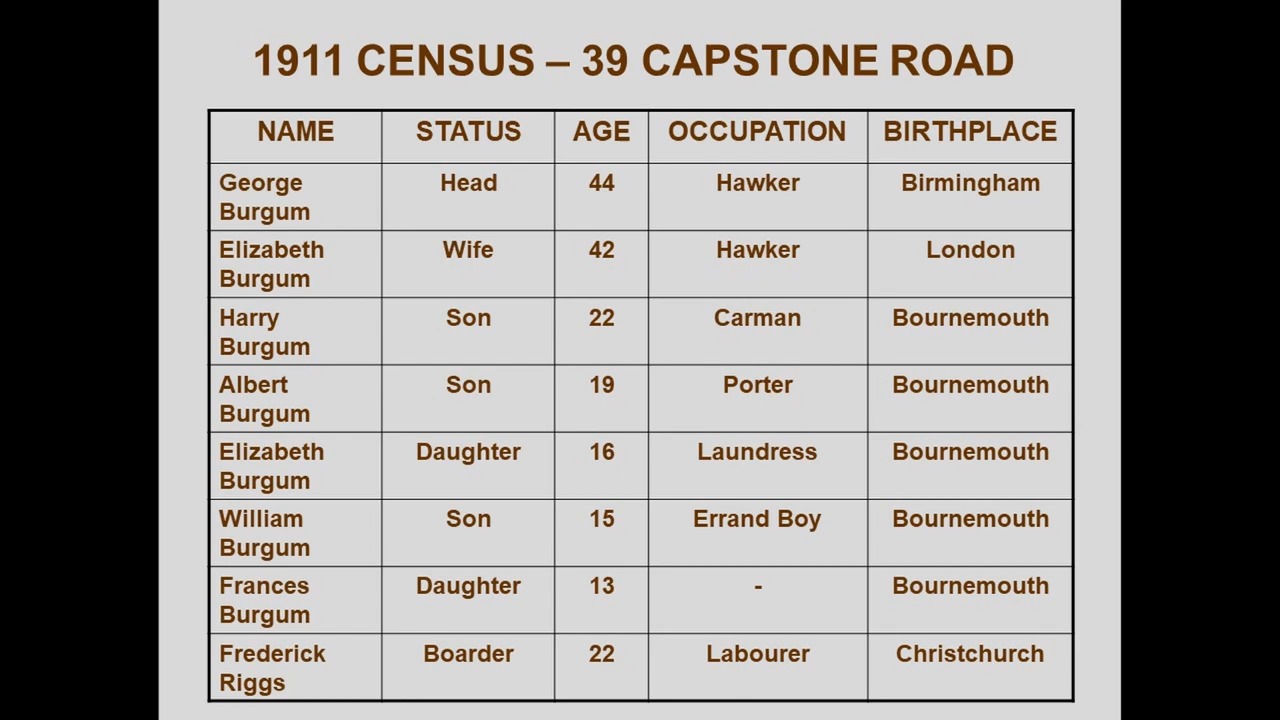 1911 CENSUS – 39 CAPSTONE ROAD
NAME STATUS AGE OCCUPATION BIRTHPLACE
George Head 44 Hawker Birmingham
Burgum
Elizabeth Wife 42 Hawker London
Burgum
Harry Son 22 Carman Bournemouth
Burgum
Albert Son 19 Porter Bournemouth
Burgum
Elizabeth Daughter 16 Laundress Bournemouth
Burgum
William Son 15 Errand Boy Bournemouth
Burgum
Frances Daughter 13 - Bournemouth
Burgum
Frederick Boarder 22 Labourer Christchurch
Riggs